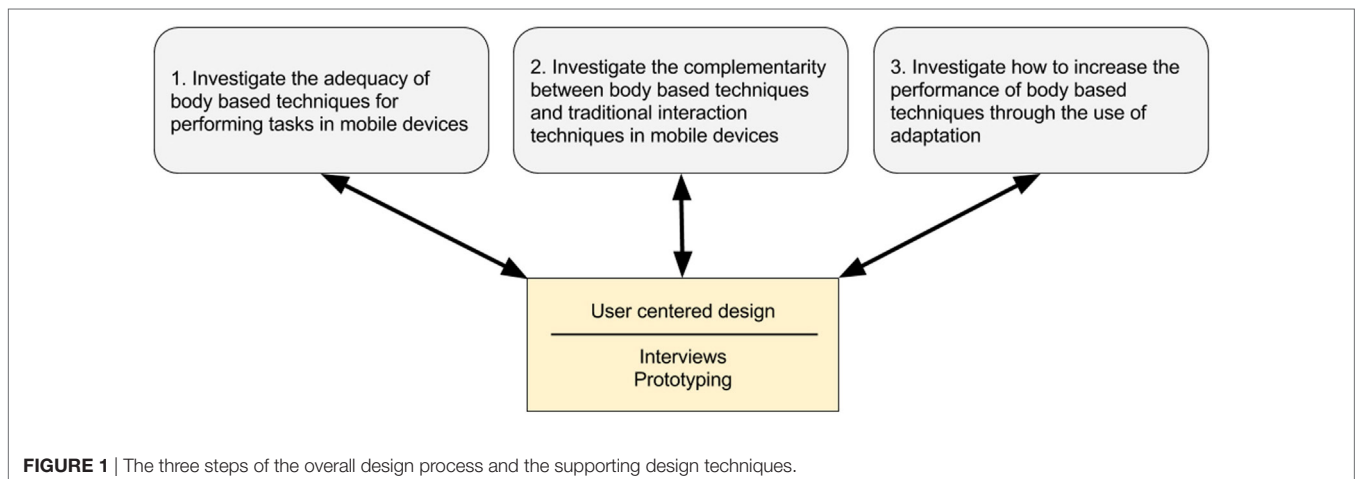 1. Investigate the adequacy of
body based techniques for
performing tasks in mobile devices
2. Investigate the complementarity
between body based techniques
and traditional interaction
techniques in mobile devices
3. Investigate how to increase the
performance of body based
techniques through the use of
adaptation
User centered design
Interviews
Prototyping
FIGURE 1 | The three steps of the overall design process and the supporting design techniques.